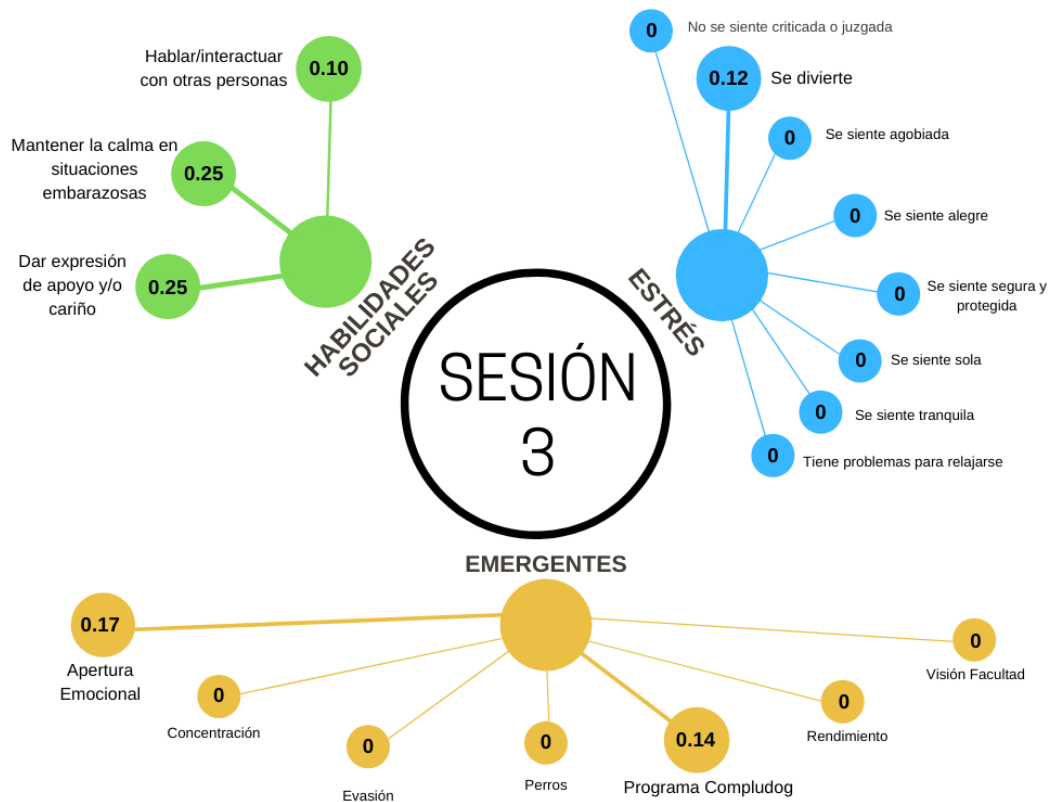 Hablar/interactuar
con otras personas
0.10
Mantener la calma en
situaciones
embarazosas
0.25
Dar expresión
de apoyo y/o
cariño
0.25
HABILIDADES
SOCIALES
0
No se siente criticada o juzgada
0.12
Se divierte
0
Se siente agobiada
0
Se siente alegre
0
Se siente segura y
protegida
0
Se siente sola
0
Se siente tranquila
0
Tiene problemas para relajarse
ESTRÉS
SESIÓN
3
EMERGENTES
0.17
Apertura
Emocional
0
Concentración
0
Evasión
0
Perros
0.14
Programa Compludog
0
Rendimiento
0
Visión Facultad